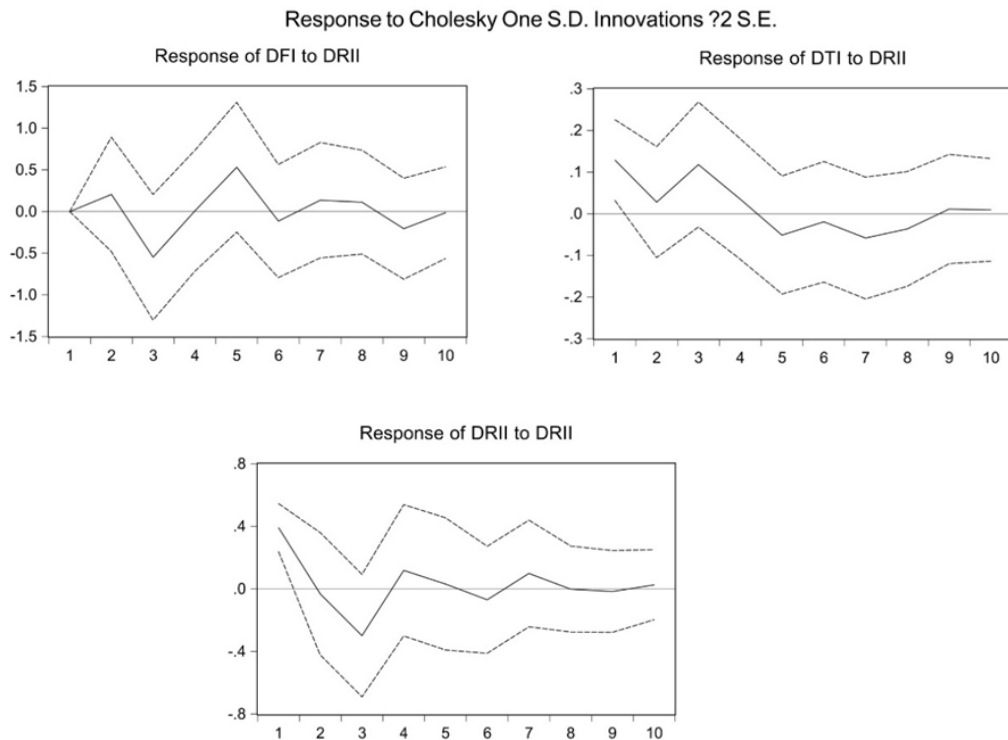 Response to Cholesky One S.D. Innovations ?2 S.E.
Response of DFI to DRII
1.5
1.0
0.5
0.0
-0.5
-1.0
-1.5
1 2 3 4 5 6 7 8 9 10
Response of DTI to DRII
.3
.2
.1
.0
-.1
-.2
-.3
1 2 3 4 5 6 7 8 9 10
Response of DRII to DRII
.8
.4
.0
-.4
-.8
1 2 3 4 5 6 7 8 9 10